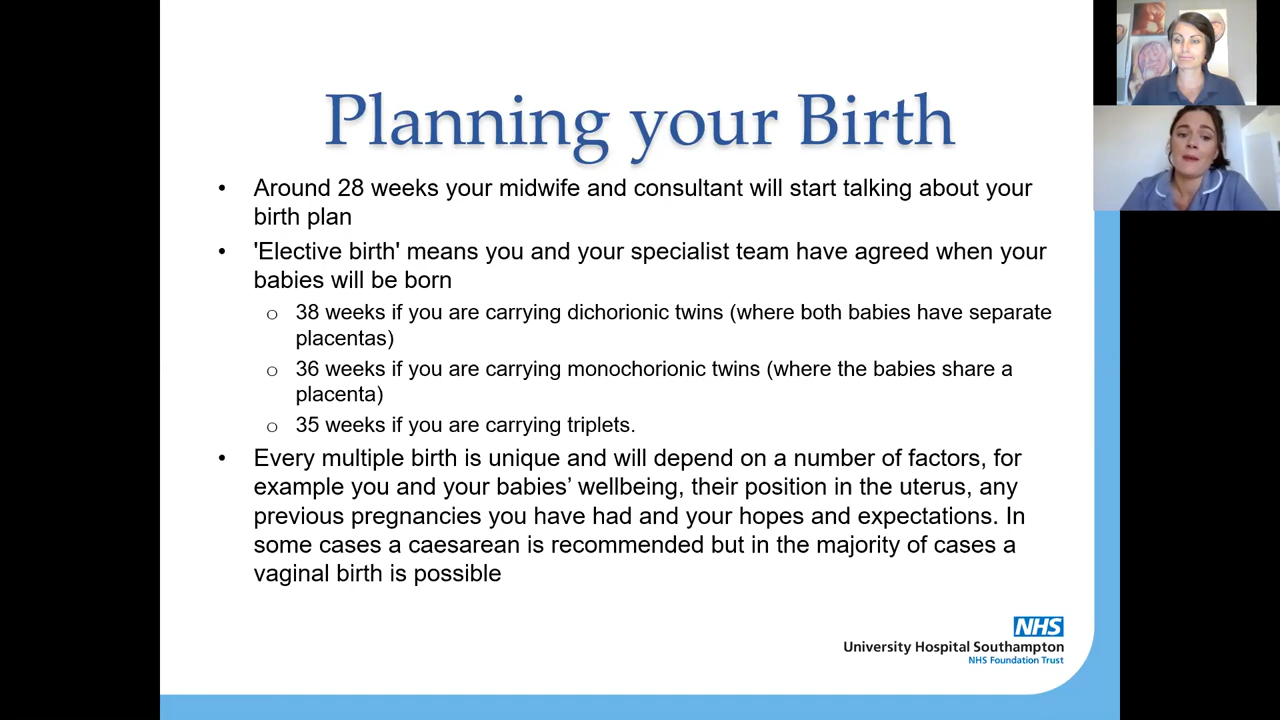 Planning your Birth
• Around 28 weeks your midwife and consultant will start talking about your
birth plan
• 'Elective birth' means you and your specialist team have agreed when your
babies will be born
o 38 weeks if you are carrying dichorionic twins (where both babies have separate
placentas)
o 36 weeks if you are carrying monochorionic twins (where the babies share a
placenta)
o 35 weeks if you are carrying triplets.
• Every multiple birth is unique and will depend on a number of factors, for
example you and your babies’ wellbeing, their position in the uterus, any
previous pregnancies you have had and your hopes and expectations. In
some cases a caesarean is recommended but in the majority of cases a
vaginal birth is possible
NHS
University Hospital Southampton
NHS Foundation Trust